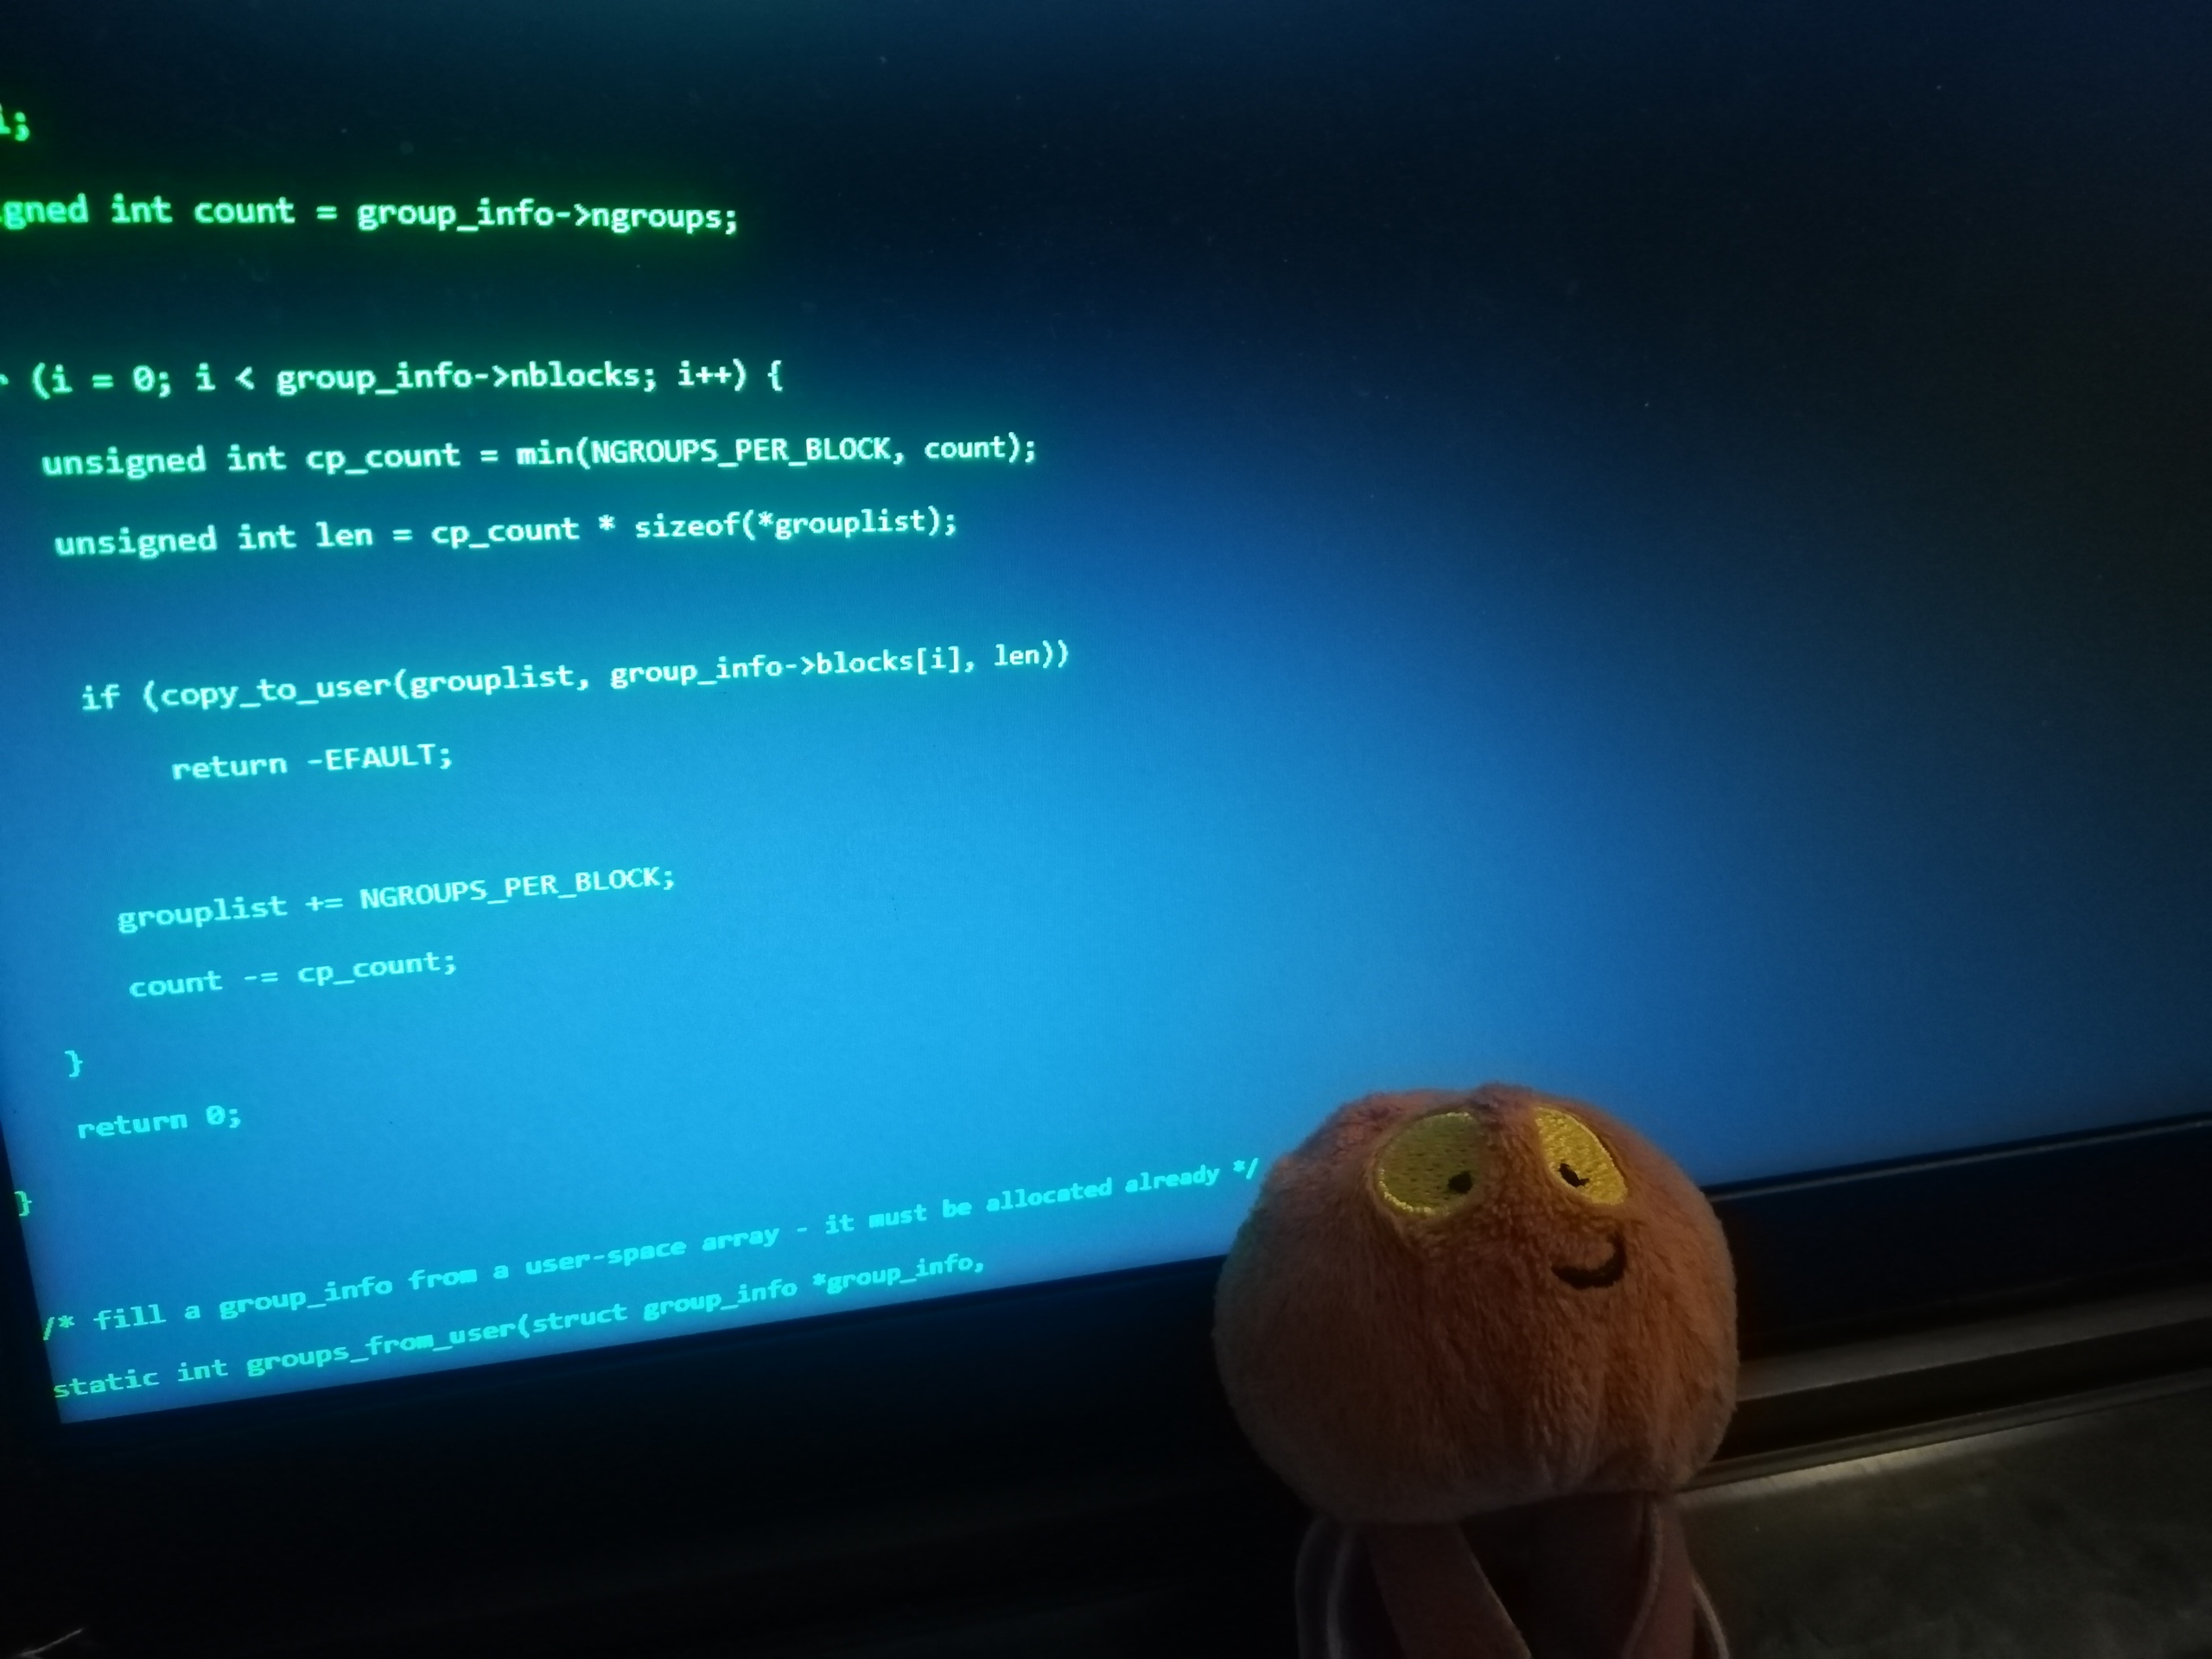 i;
igned int count = group_info->ngroups;
r (i = 0; i < group_info->nblocks; i++) {
unsigned int cp_count = min(NGROUPS_PER_BLOCK, count);
unsigned int len = cp_count * sizeof(*grouplist);
if (copy_to_user(grouplist, group_info->blocks[i], len))
return -EFAULT;
grouplist += NGROUPS_PER_BLOCK;
count -= cp_count;
}
return 0;
}
/* fill a group_info from a user-space array - it must be allocated already */
static int groups_from_user(struct group_info *group_info,